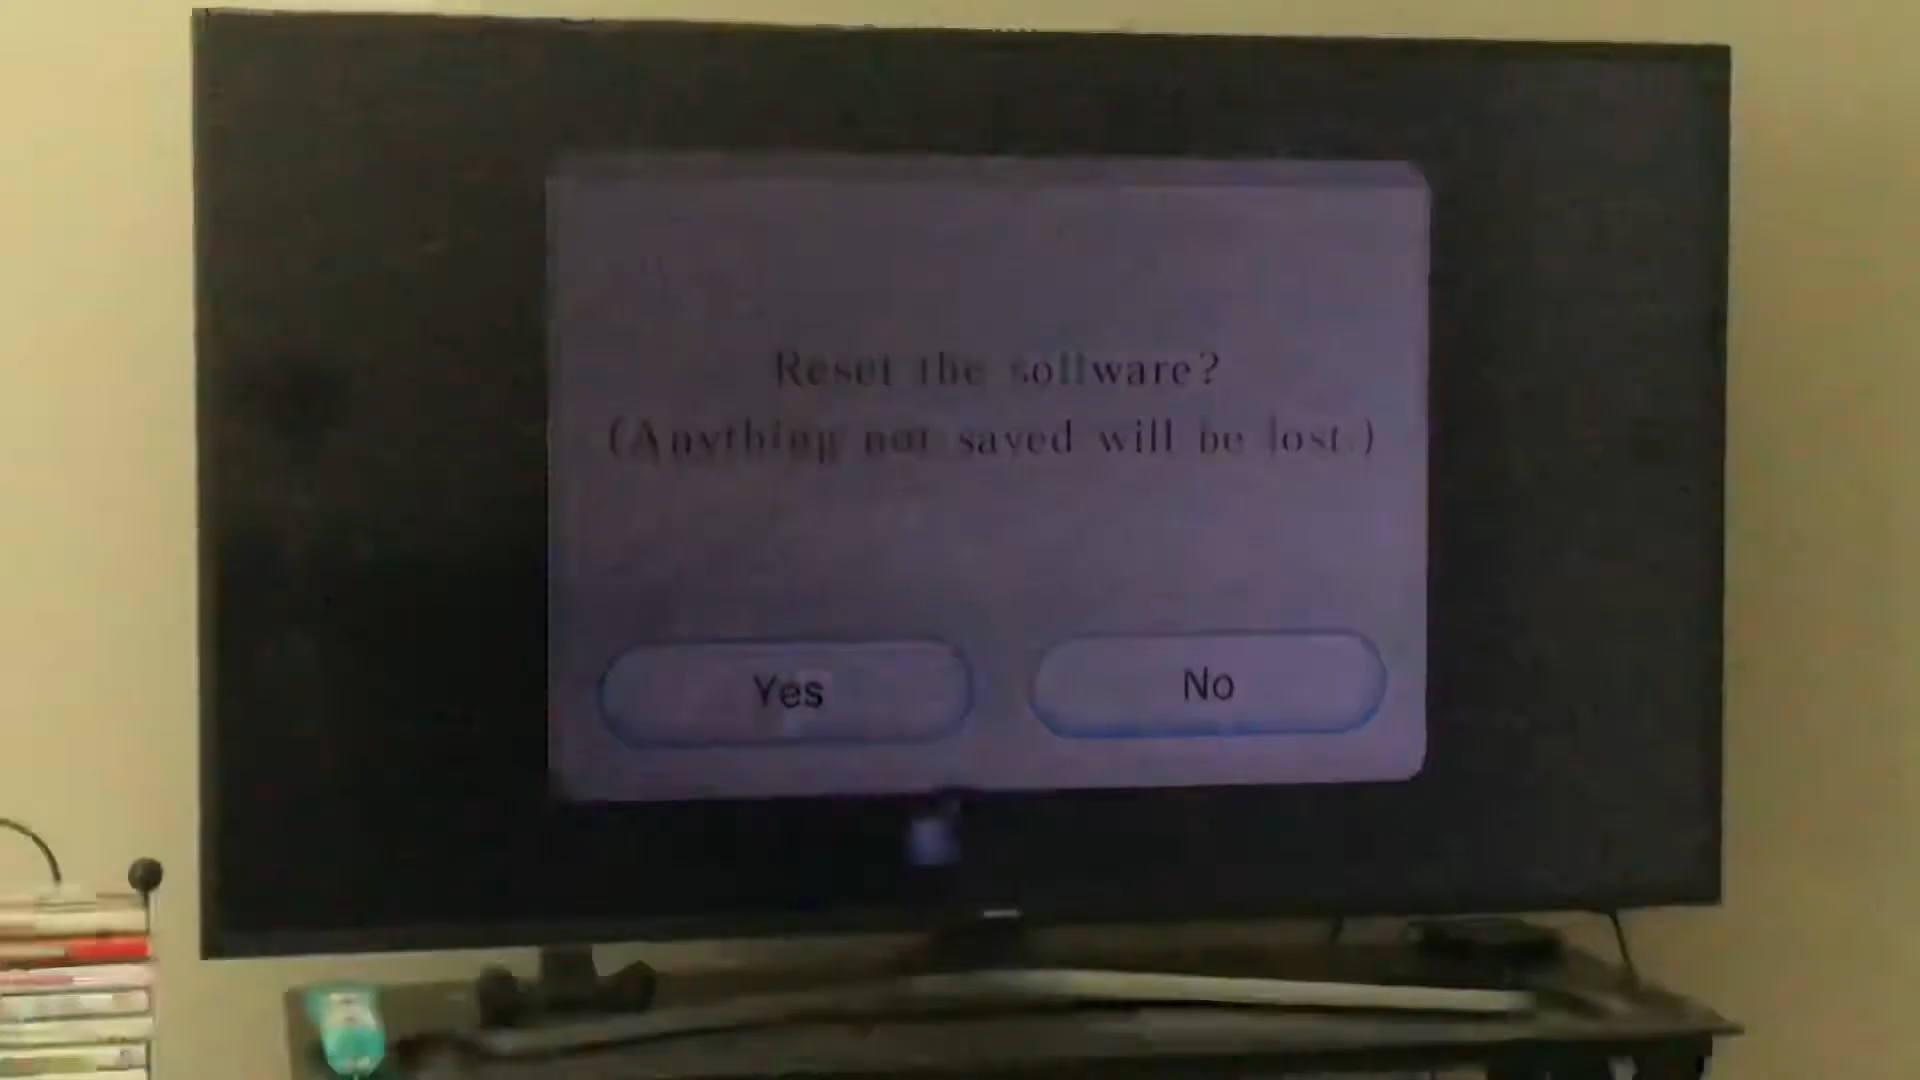 Reset the software?
(Anything not saved will be lost.)
Yes
No